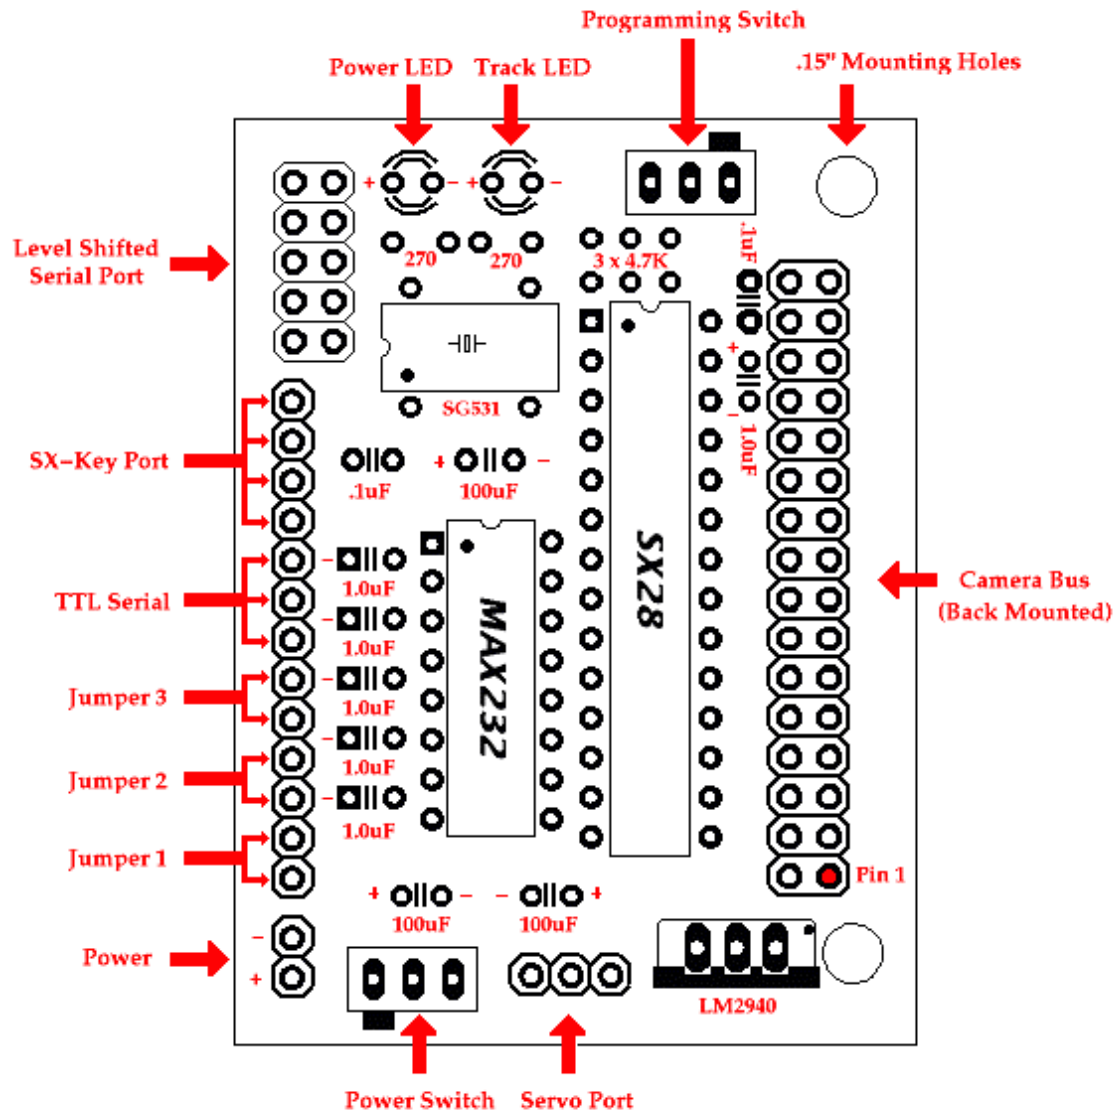 Programming Svitch
Power LED
Track LED
.15" Mounting Holes
+
-
+
-
Level Shifted
Serial Port
270
270
3 x 4.7K
.1uF
+
-
1.0uF
SG531
SX-Key Port
.1uF
+
-
100uF
SX28
MAX232
TTL Serial
-
1.0uF
-
1.0uF
Jumper 3
-
1.0uF
Jumper 2
-
1.0uF
-
1.0uF
Jumper 1
Camera Bus
(Back Mounted)
Pin 1
+
-
100uF
-
+
100uF
Power
-
+
LM2940
Power Switch
Servo Port